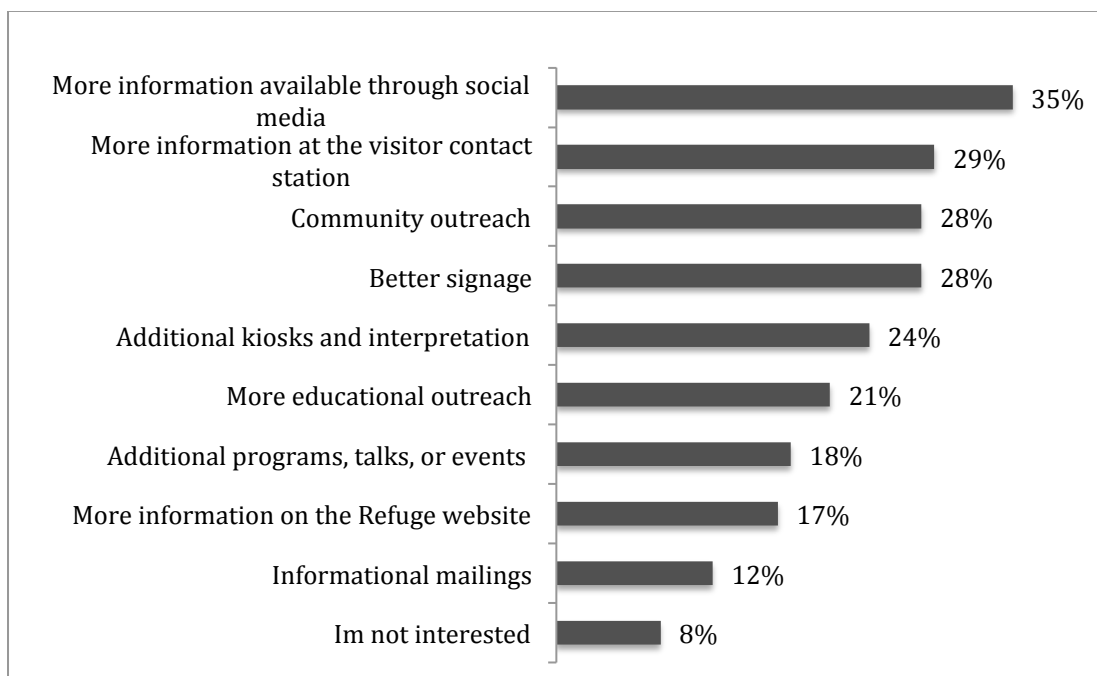 More information available through social
media
35%
More information at the visitor contact
station
29%
Community outreach
28%
Better signage
28%
Additional kiosks and interpretation
24%
More educational outreach
21%
Additional programs, talks, or events
18%
More information on the Refuge website
17%
Informational mailings
12%
Im not interested
8%